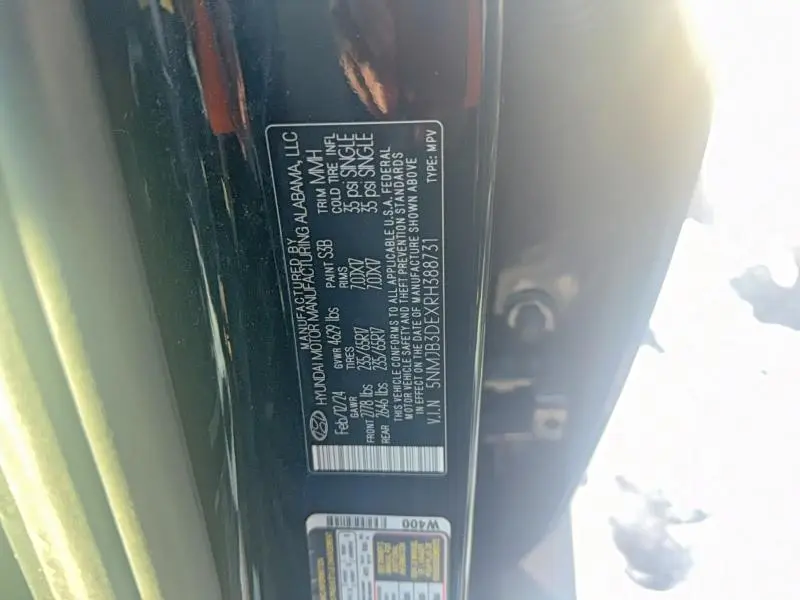 MANUFACTURED BY
HYUNDAI MOTOR MANUFACTURING ALABAMA, LLC
Feb/12/24 GVWR 4629 lbs PAINT S3B TRIM MMH
GAWR TIRES RIMS COLD TIRE INFL
FRONT 2778 lbs 235/65R17 7.0JX17 35 psi SINGLE
REAR 2646 lbs 235/65R17 7.0JX17 35 psi SINGLE
THIS VEHICLE CONFORMS TO ALL APPLICABLE U.S.A. FEDERAL
MOTOR VEHICLE SAFETY AND THEFT PREVENTION STANDARDS
IN EFFECT ON THE DATE OF MANUFACTURE SHOWN ABOVE
V.I.N 5NMJB3DEXRH388731 TYPE: MPV
W400